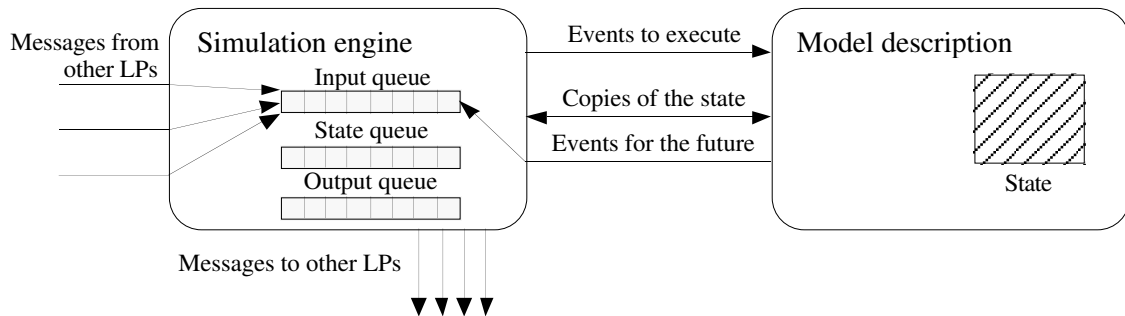 Messages from
other LPs
Simulation engine
Input queue
State queue
Output queue
Messages to other LPs
Events to execute
Copies of the state
Events for the future
Model description
State